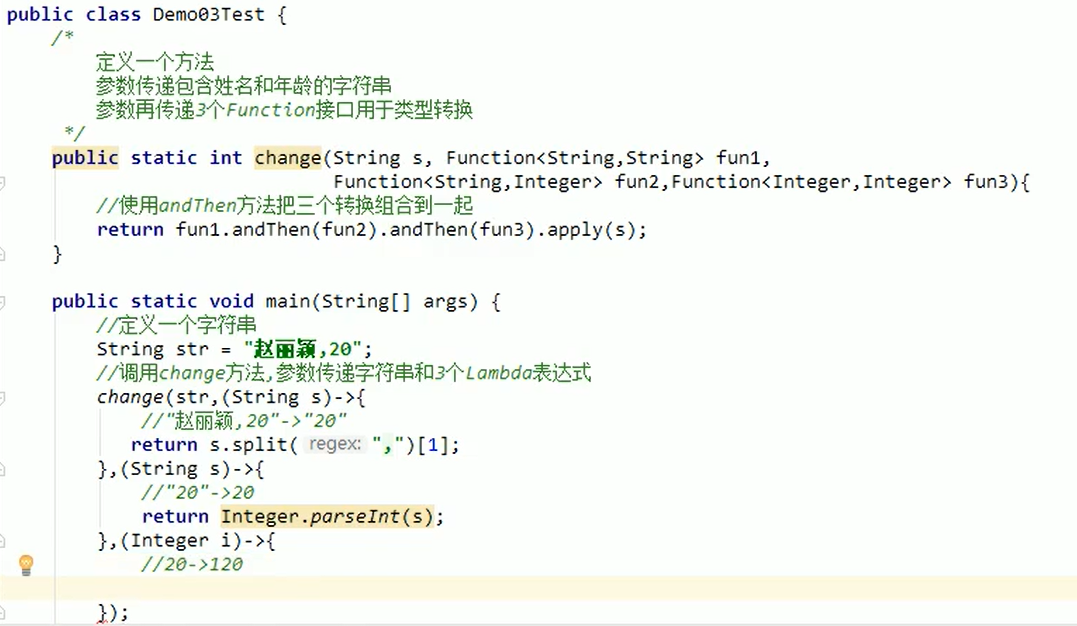 public class Demo03Test {
/*
定义一个方法
参数传递包含姓名和年龄的字符串
参数再传递3个Function接口用于类型转换
*/
public static int change(String s, Function<String,String> fun1,
Function<String,Integer> fun2,Function<Integer,Integer> fun3){
//使用andThen方法把三个转换组合到一起
return fun1.andThen(fun2).andThen(fun3).apply(s);
}
public static void main(String[] args) {
//定义一个字符串
String str = "赵丽颖,20";
//调用change方法,参数传递字符串和3个Lambda表达式
change(str,(String s)->{
//"赵丽颖,20"->"20"
return s.split( regex: ",")[1];
},(String s)->{
//"20"->20
return Integer.parseInt(s);
},(Integer i)->{
//20->120
});